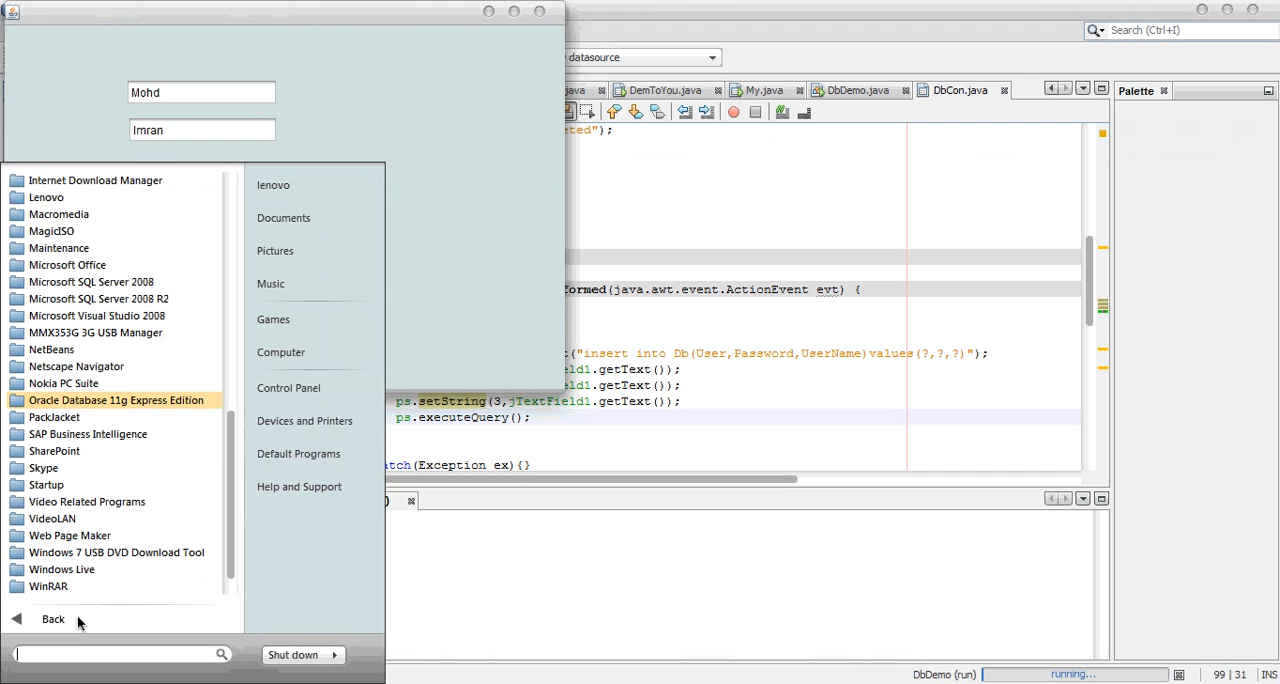 Search (Ctrl+I)
datasource
java
DemToYou.java
My.java
DbDemo.java
DbCon.java
Palette
Mohd
Imran
eted");
formed(java.awt.event.ActionEvent evt) {
t("insert into Db(User,Password,UserName)values(?,?,?)");
eld1.getText());
eld1.getText());
ps.setString(3,jTextField1.getText());
ps.executeQuery();
atch(Exception ex){}
Internet Download Manager
Lenovo
Macromedia
MagicISO
Maintenance
Microsoft Office
Microsoft SQL Server 2008
Microsoft SQL Server 2008 R2
Microsoft Visual Studio 2008
MMX353G 3G USB Manager
NetBeans
Netscape Navigator
Nokia PC Suite
Oracle Database 11g Express Edition
PackJacket
SAP Business Intelligence
SharePoint
Skype
Startup
Video Related Programs
VideoLAN
Web Page Maker
Windows 7 USB DVD Download Tool
Windows Live
WinRAR
Back
lenovo
Documents
Pictures
Music
Games
Computer
Control Panel
Devices and Printers
Default Programs
Help and Support
Shut down
)
DbDemo (run)
running...
99 | 31
INS